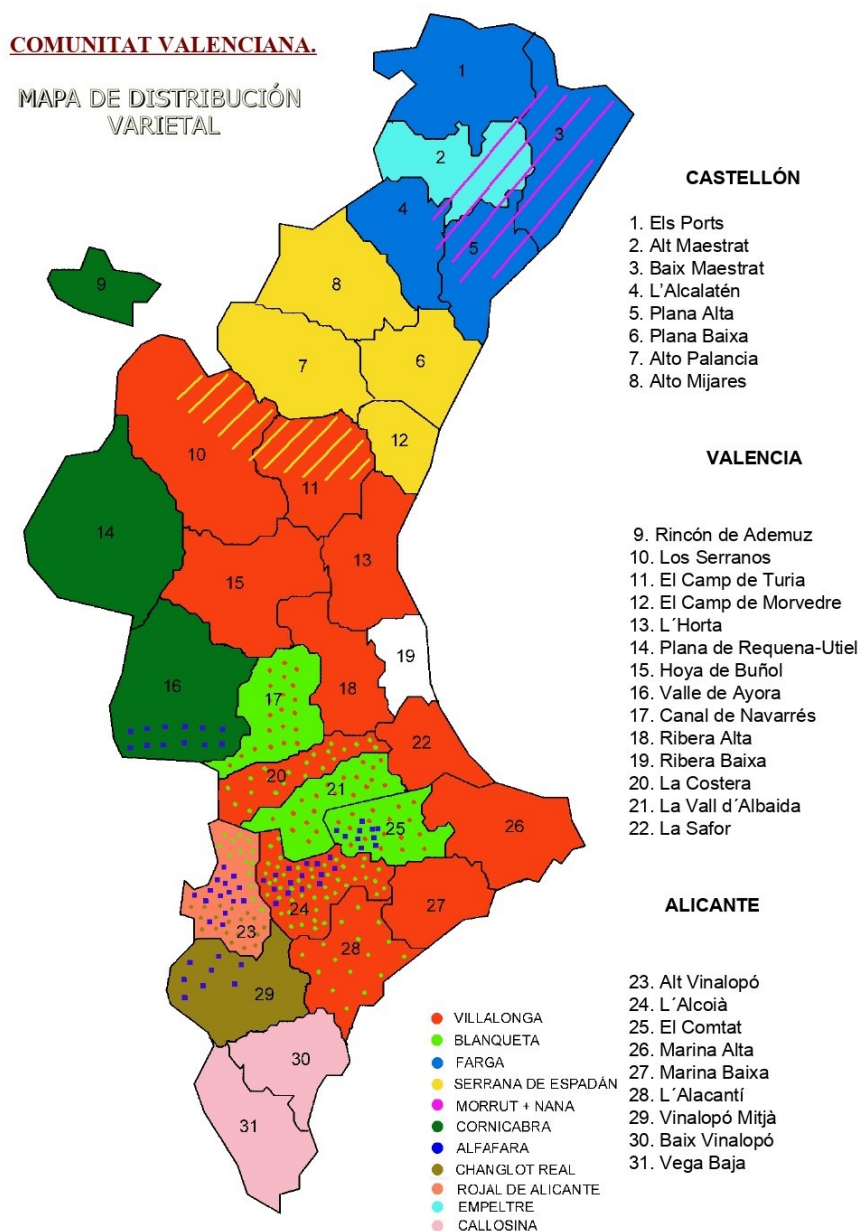 COMUNITAT VALENCIANA.
MAPA DE DISTRIBUCIÓN
VARIETAL
1
2
3
4
5
6
7
8
9
10
11
12
13
14
15
16
17
18
19
20
21
22
23
24
25
26
27
28
29
30
31
CASTELLÓN
1. Els Ports
2. Alt Maestrat
3. Baix Maestrat
4. L'Alcalatén
5. Plana Alta
6. Plana Baixa
7. Alto Palancia
8. Alto Mijares
VALENCIA
9. Rincón de Ademuz
10. Los Serranos
11. El Camp de Turia
12. El Camp de Morvedre
13. L´Horta
14. Plana de Requena-Utiel
15. Hoya de Buñol
16. Valle de Ayora
17. Canal de Navarrés
18. Ribera Alta
19. Ribera Baixa
20. La Costera
21. La Vall d´Albaida
22. La Safor
ALICANTE
23. Alt Vinalopó
24. L´Alcoià
25. El Comtat
26. Marina Alta
27. Marina Baixa
28. L´Alacantí
29. Vinalopó Mitjà
30. Baix Vinalopó
31. Vega Baja
VILLALONGA
BLANQUETA
FARGA
SERRANA DE ESPADÁN
MORRUT + NANA
CORNICABRA
ALFAFARA
CHANGLOT REAL
ROJAL DE ALICANTE
EMPELTRE
CALLOSINA